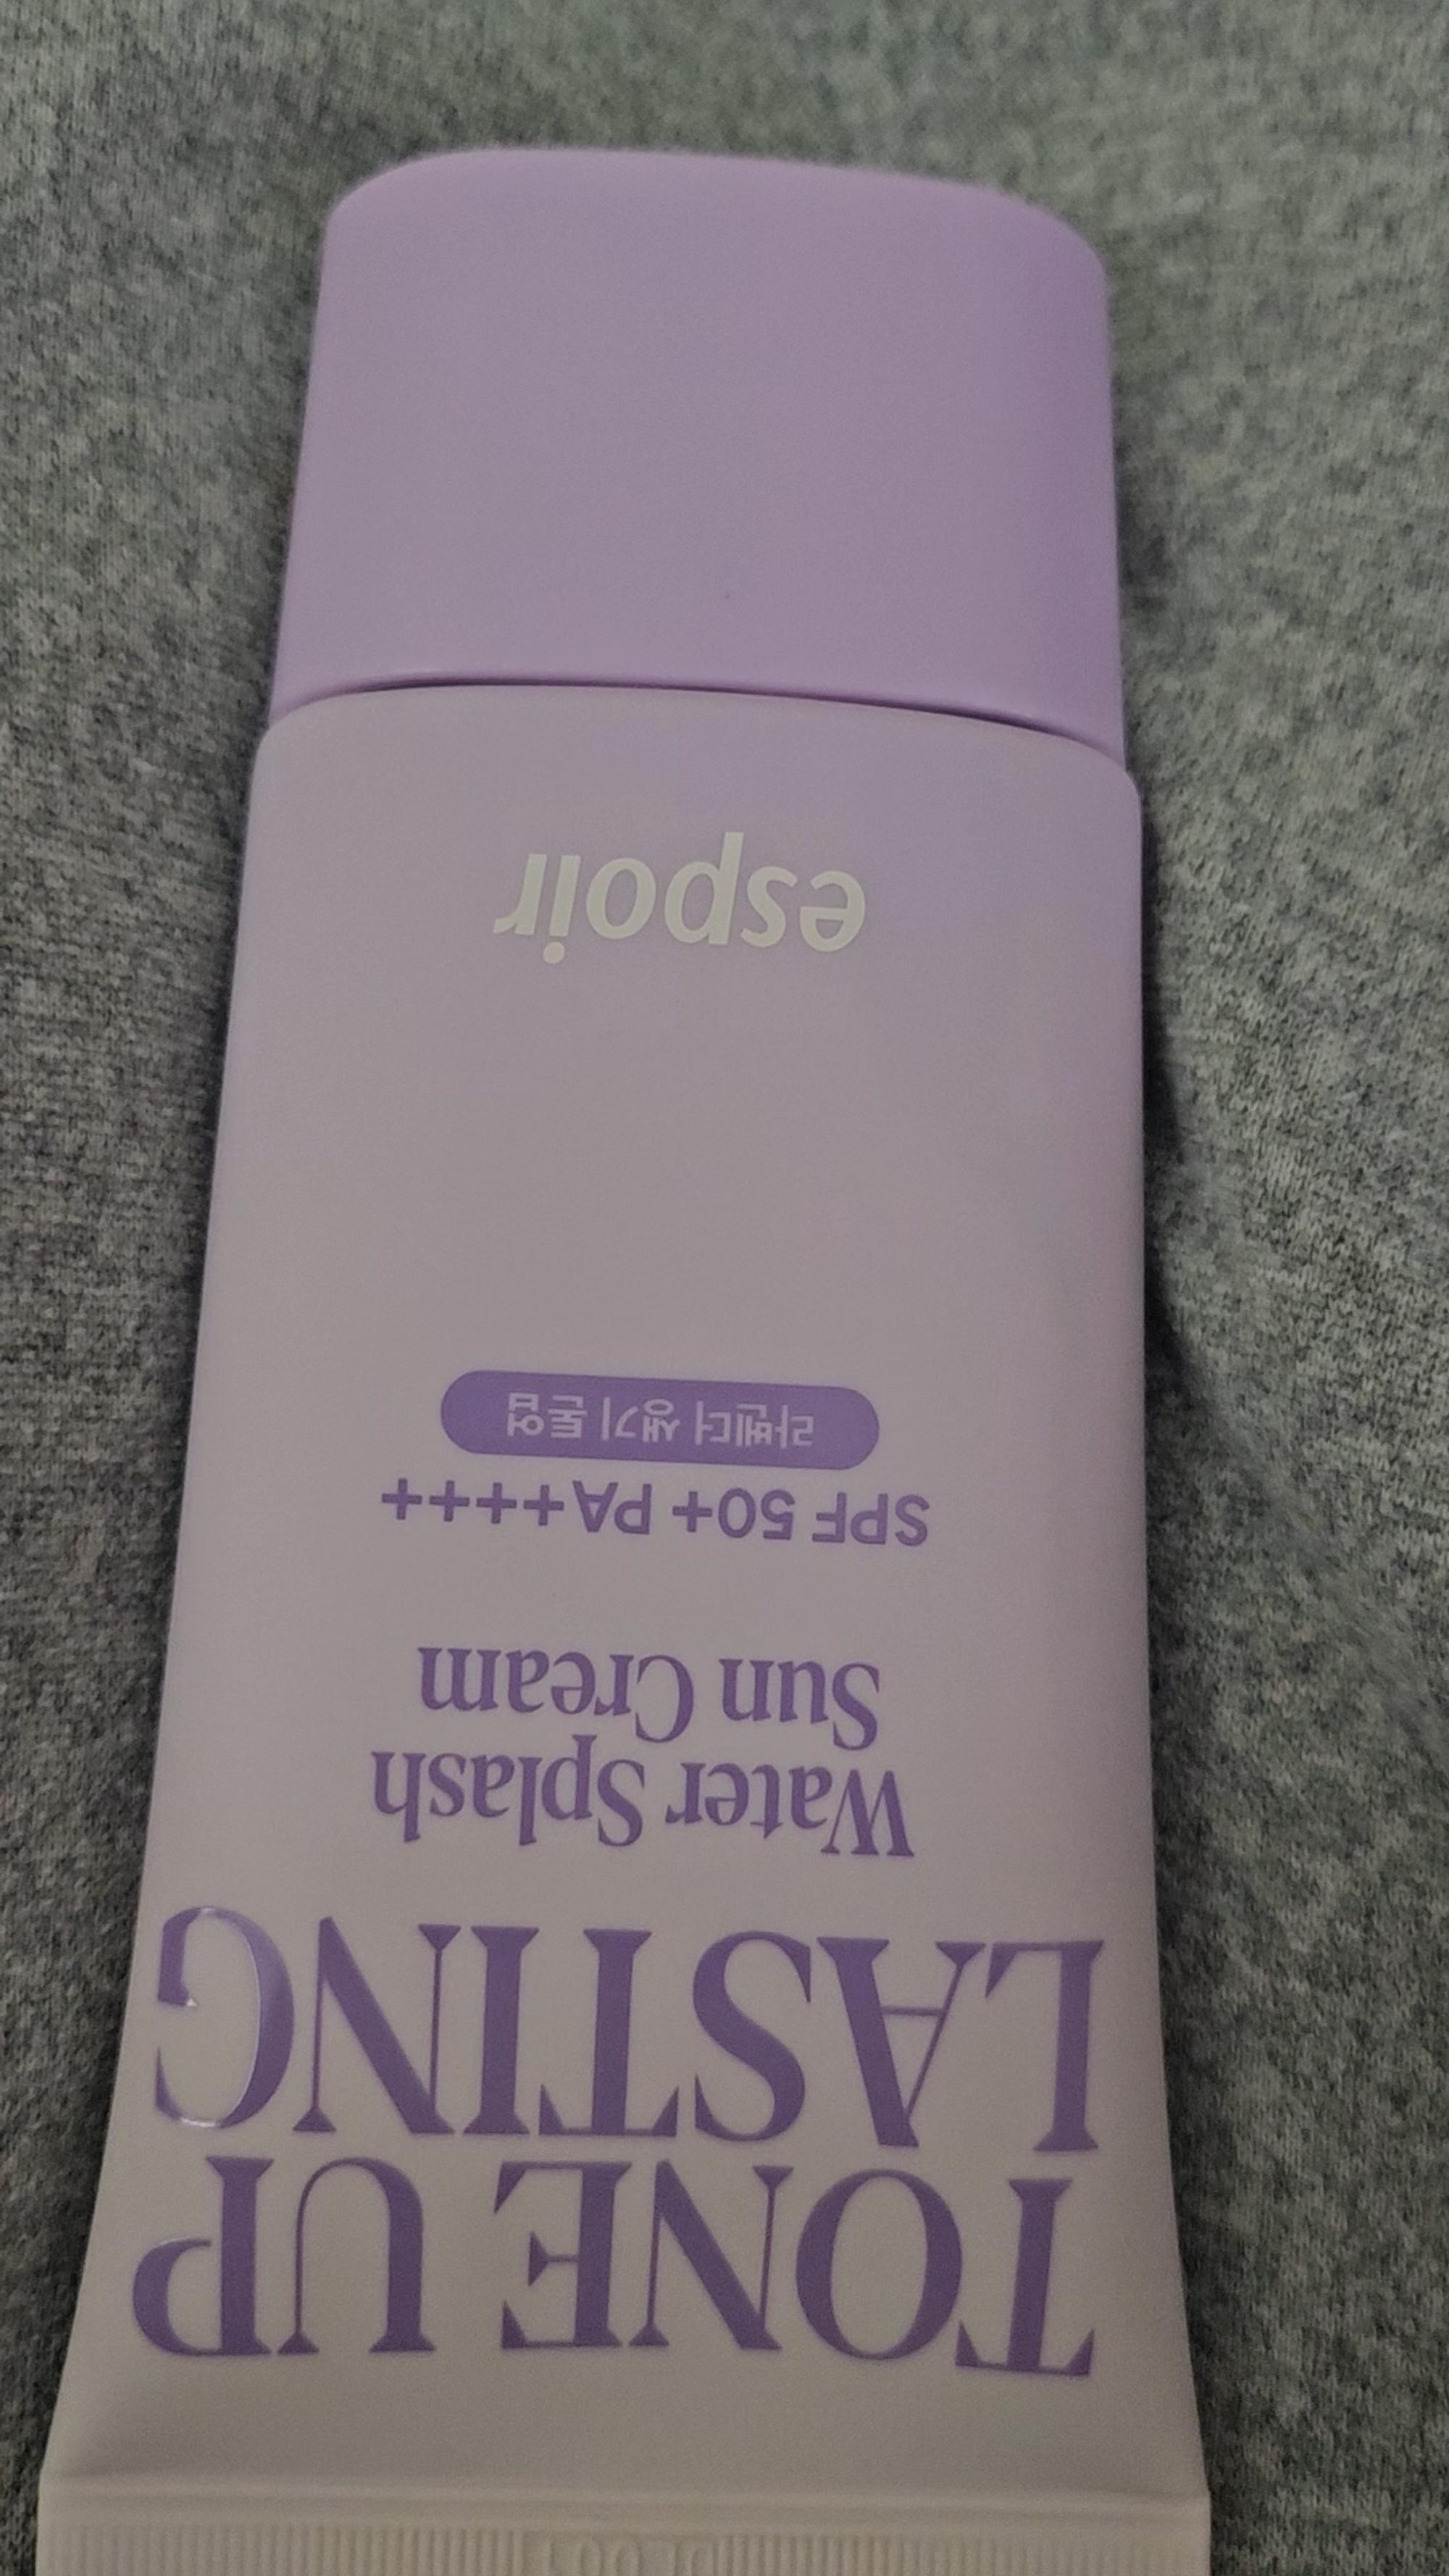 TONE UP
LASTING
Water Splash
Sun Cream
SPF 50+ PA++++
라벤더 생기 톤업
espoir